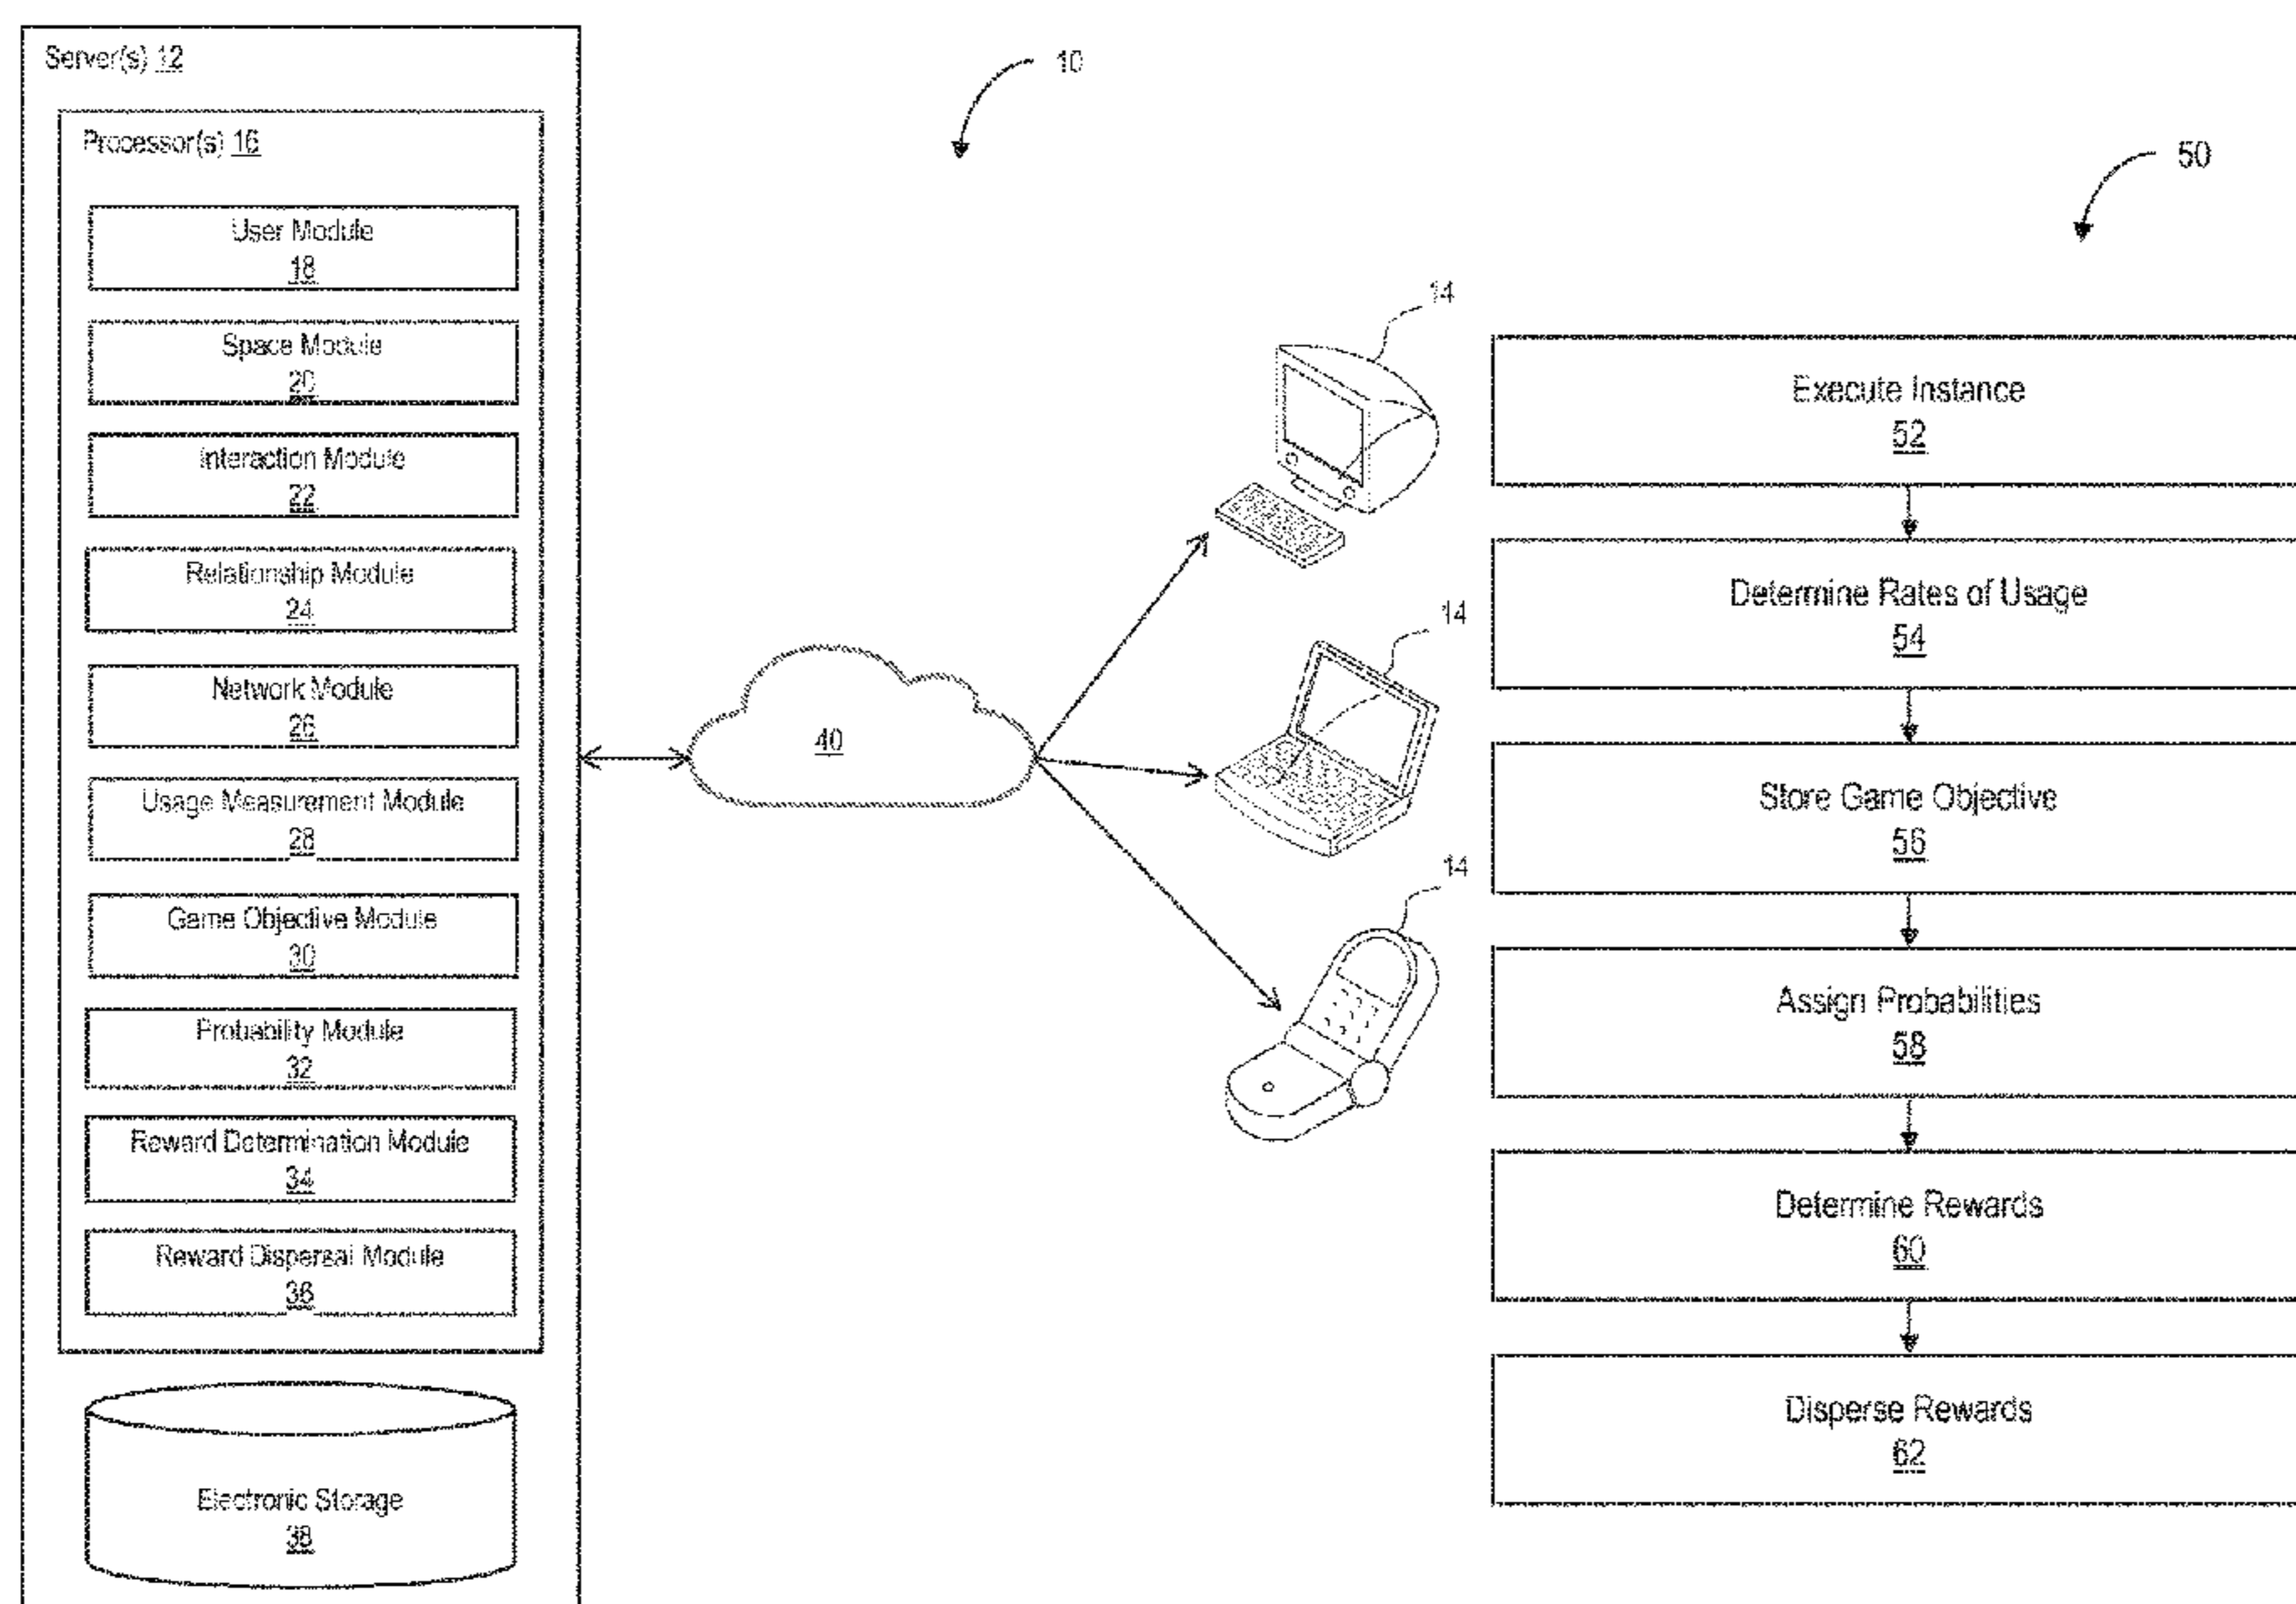 Server(s) 12
Processor(s) 16
User Module
18
Space Module
20
Interaction Module
22
Relationship Module
24
Network Module
26
Usage Measurement Module
28
Game Objective Module
30
Probability Module
32
Reward Determination Module
34
Reward Dispersal Module
36
Electronic Storage
38
10
40
14
14
14
50
Execute Instance
52
Determine Rates of Usage
54
Store Game Objective
56
Assign Probabilities
58
Determine Rewards
60
Disperse Rewards
62